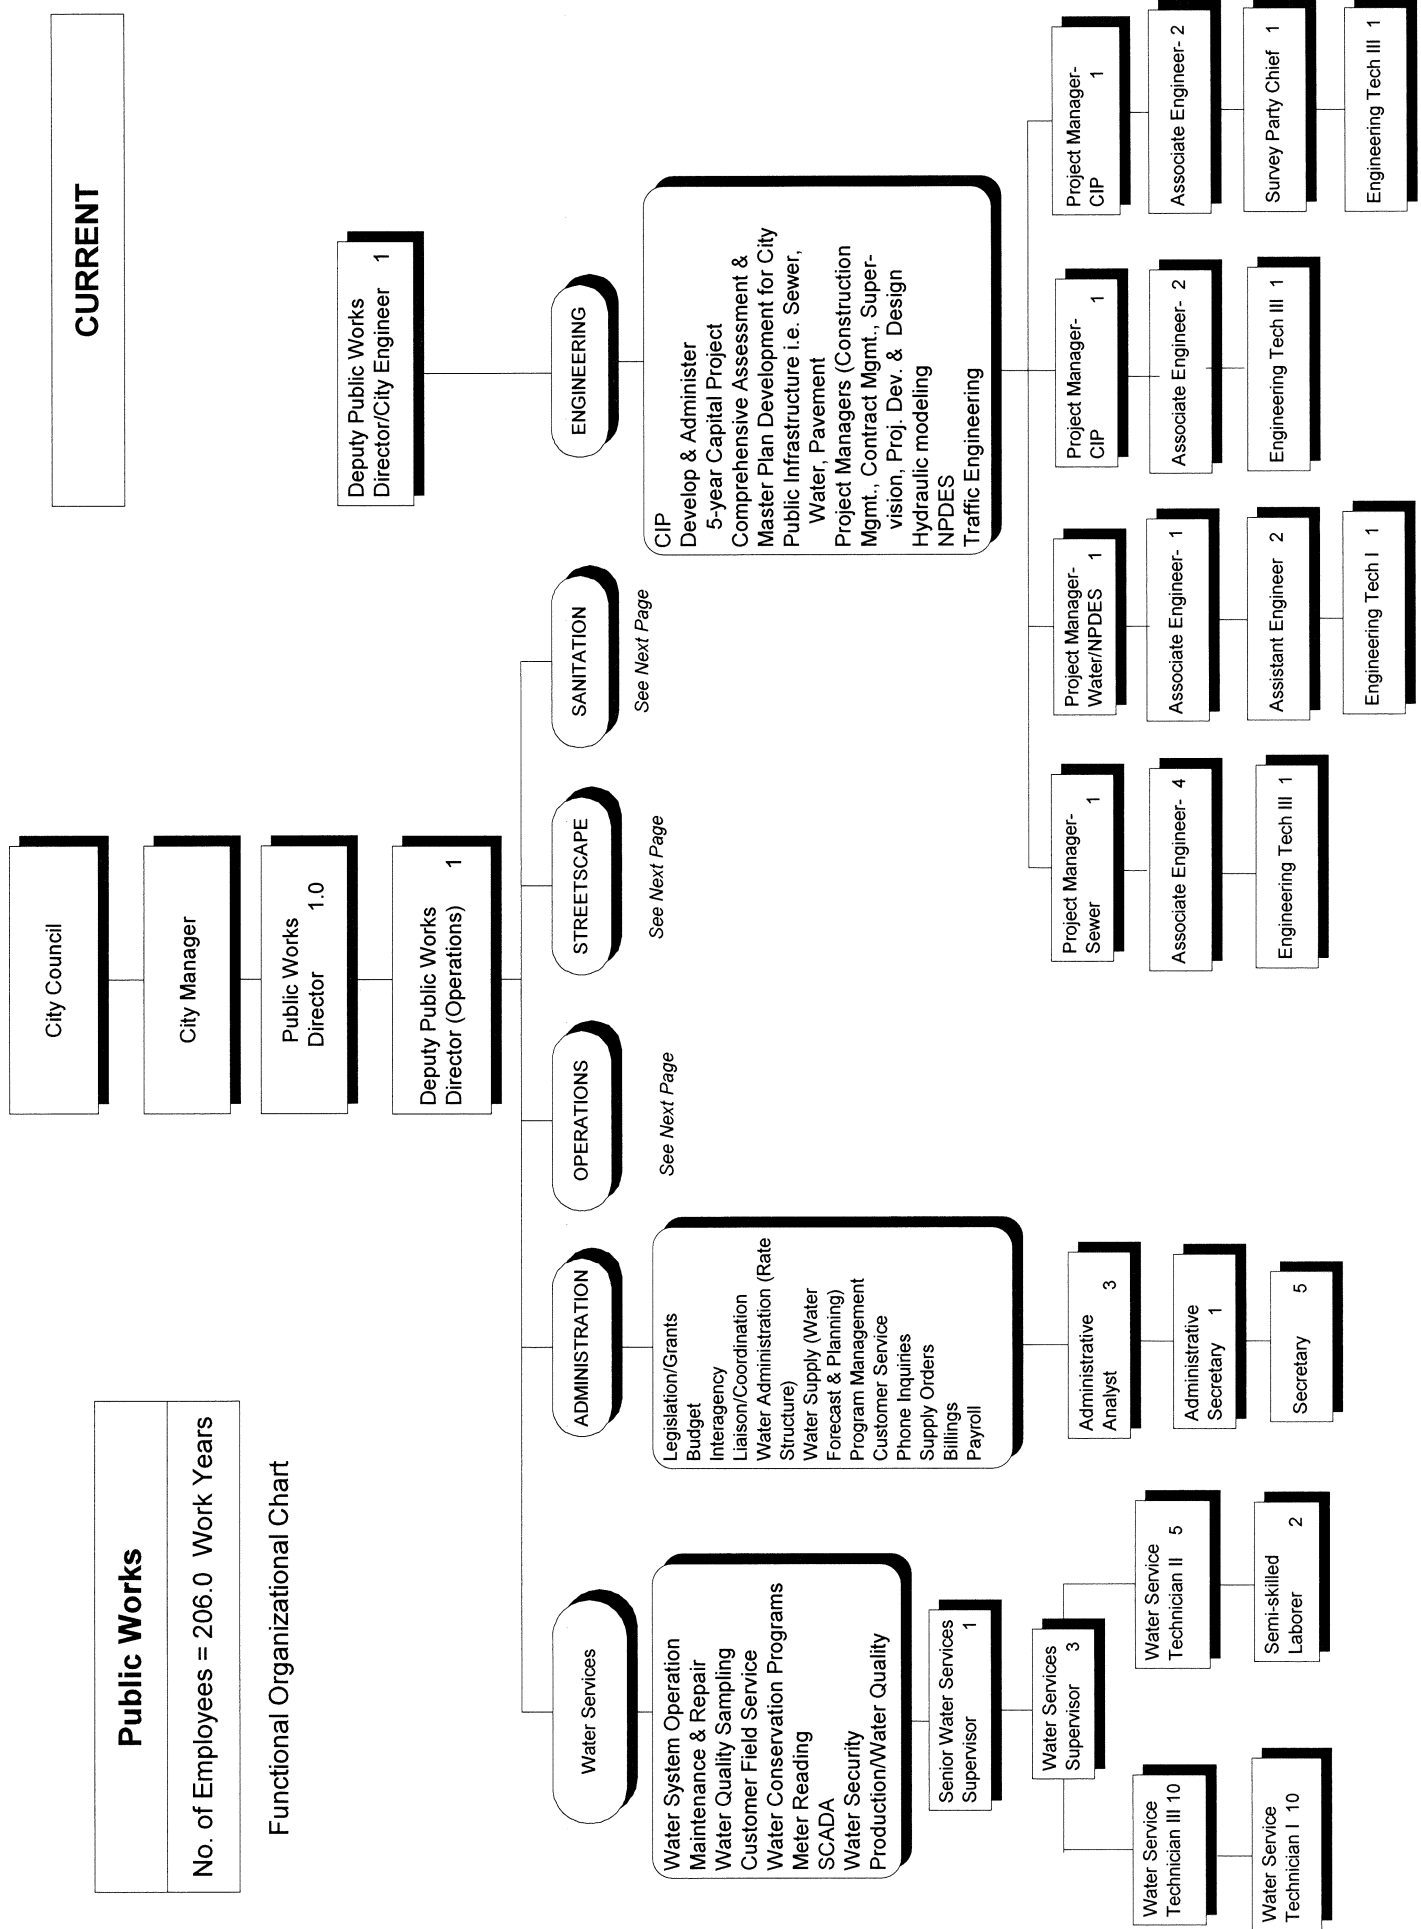 Public Works
No. of Employees = 206.0 Work Years
Functional Organizational Chart
CURRENT
City Council
City Manager
Public Works
Director 1.0
Deputy Public Works
Director (Operations) 1
Deputy Public Works
Director/City Engineer 1
Water Services
ADMINISTRATION
OPERATIONS
STREETSCAPE
SANITATION
ENGINEERING
See Next Page
See Next Page
See Next Page
Water System Operation
Maintenance & Repair
Water Quality Sampling
Customer Field Service
Water Conservation Programs
Meter Reading
SCADA
Water Security
Production/Water Quality
Senior Water Services
Supervisor 1
Water Services
Supervisor 3
Water Service
Technician III 10
Water Service
Technician I 10
Water Service
Technician II 5
Semi-skilled
Laborer 2
Legislation/Grants
Budget
Interagency
Liaison/Coordination
Water Administration (Rate
Structure)
Water Supply (Water
Forecast & Planning)
Program Management
Customer Service
Phone Inquiries
Supply Orders
Billings
Payroll
Administrative
Analyst 3
Administrative
Secretary 1
Secretary 5
CIP
Develop & Administer
5-year Capital Project
Comprehensive Assessment &
Master Plan Development for City
Public Infrastructure i.e. Sewer,
Water, Pavement
Project Managers (Construction
Mgmt., Contract Mgmt., Super-
vision, Proj. Dev. & Design
Hydraulic modeling
NPDES
Traffic Engineering
Project Manager-
Sewer 1
Associate Engineer- 4
Engineering Tech III 1
Project Manager-
Water/NPDES 1
Associate Engineer- 1
Assistant Engineer 2
Engineering Tech I 1
Project Manager-
CIP 1
Associate Engineer- 2
Engineering Tech III 1
Project Manager-
CIP 1
Associate Engineer- 2
Survey Party Chief 1
Engineering Tech III 1